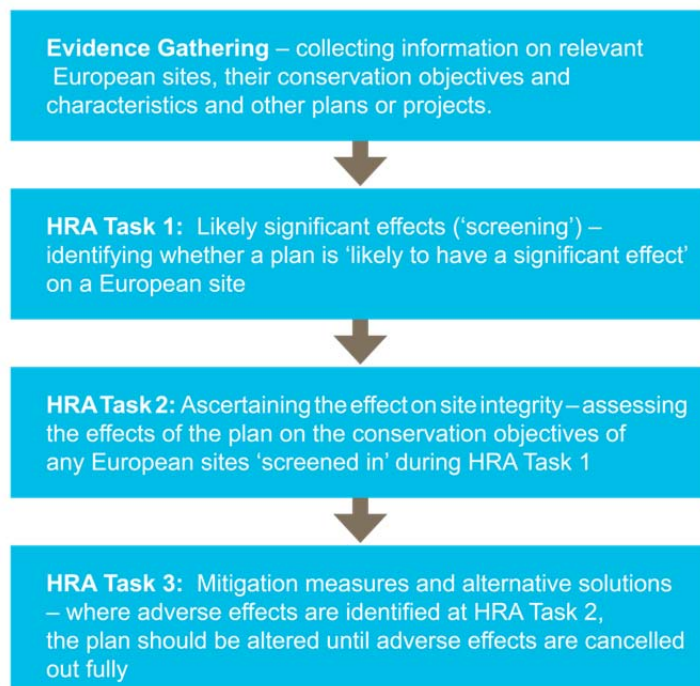 Evidence Gathering – collecting information on relevant
European sites, their conservation objectives and
characteristics and other plans or projects.
HRA Task 1: Likely significant effects (‘screening’) –
identifying whether a plan is ‘likely to have a significant effect’
on a European site
HRA Task 2: Ascertaining the effect on site integrity – assessing
the effects of the plan on the conservation objectives of
any European sites ‘screened in’ during HRA Task 1
HRA Task 3: Mitigation measures and alternative solutions
– where adverse effects are identified at HRA Task 2,
the plan should be altered until adverse effects are cancelled
out fully